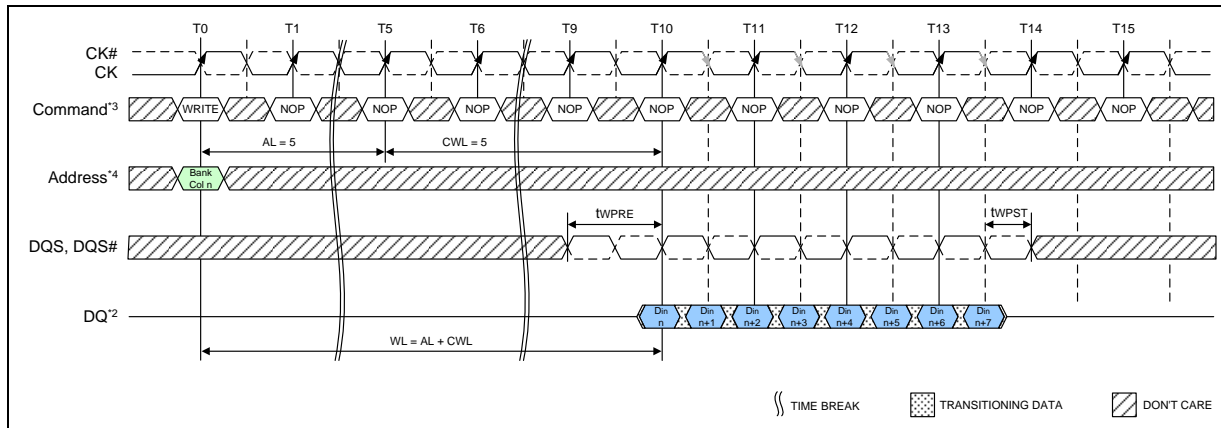 T0 T1 T5 T6 T9 T10 T11 T12 T13 T14 T15
CK#
CK
Command*3 WRITE NOP NOP NOP NOP NOP NOP NOP NOP NOP NOP
AL = 5 CWL = 5
Address*4 Bank
Col n
tWPRE tWPST
DQS, DQS#
DQ*2 Din Din Din Din Din Din Din Din
n n+1 n+2 n+3 n+4 n+5 n+6 n+7
WL = AL + CWL
TIME BREAK TRANSITIONING DATA DON'T CARE